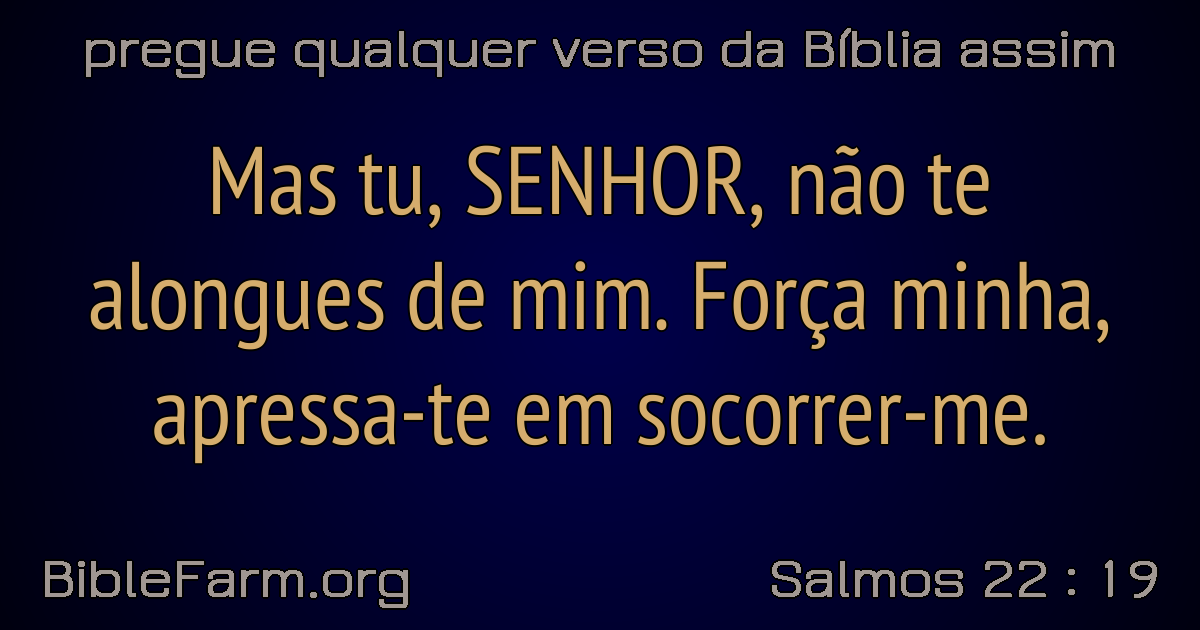 pregue qualquer verso da Bíblia assim
Mas tu, SENHOR, não te
alongues de mim. Força minha,
apressa-te em socorrer-me.
BibleFarm.org
Salmos 22 : 19